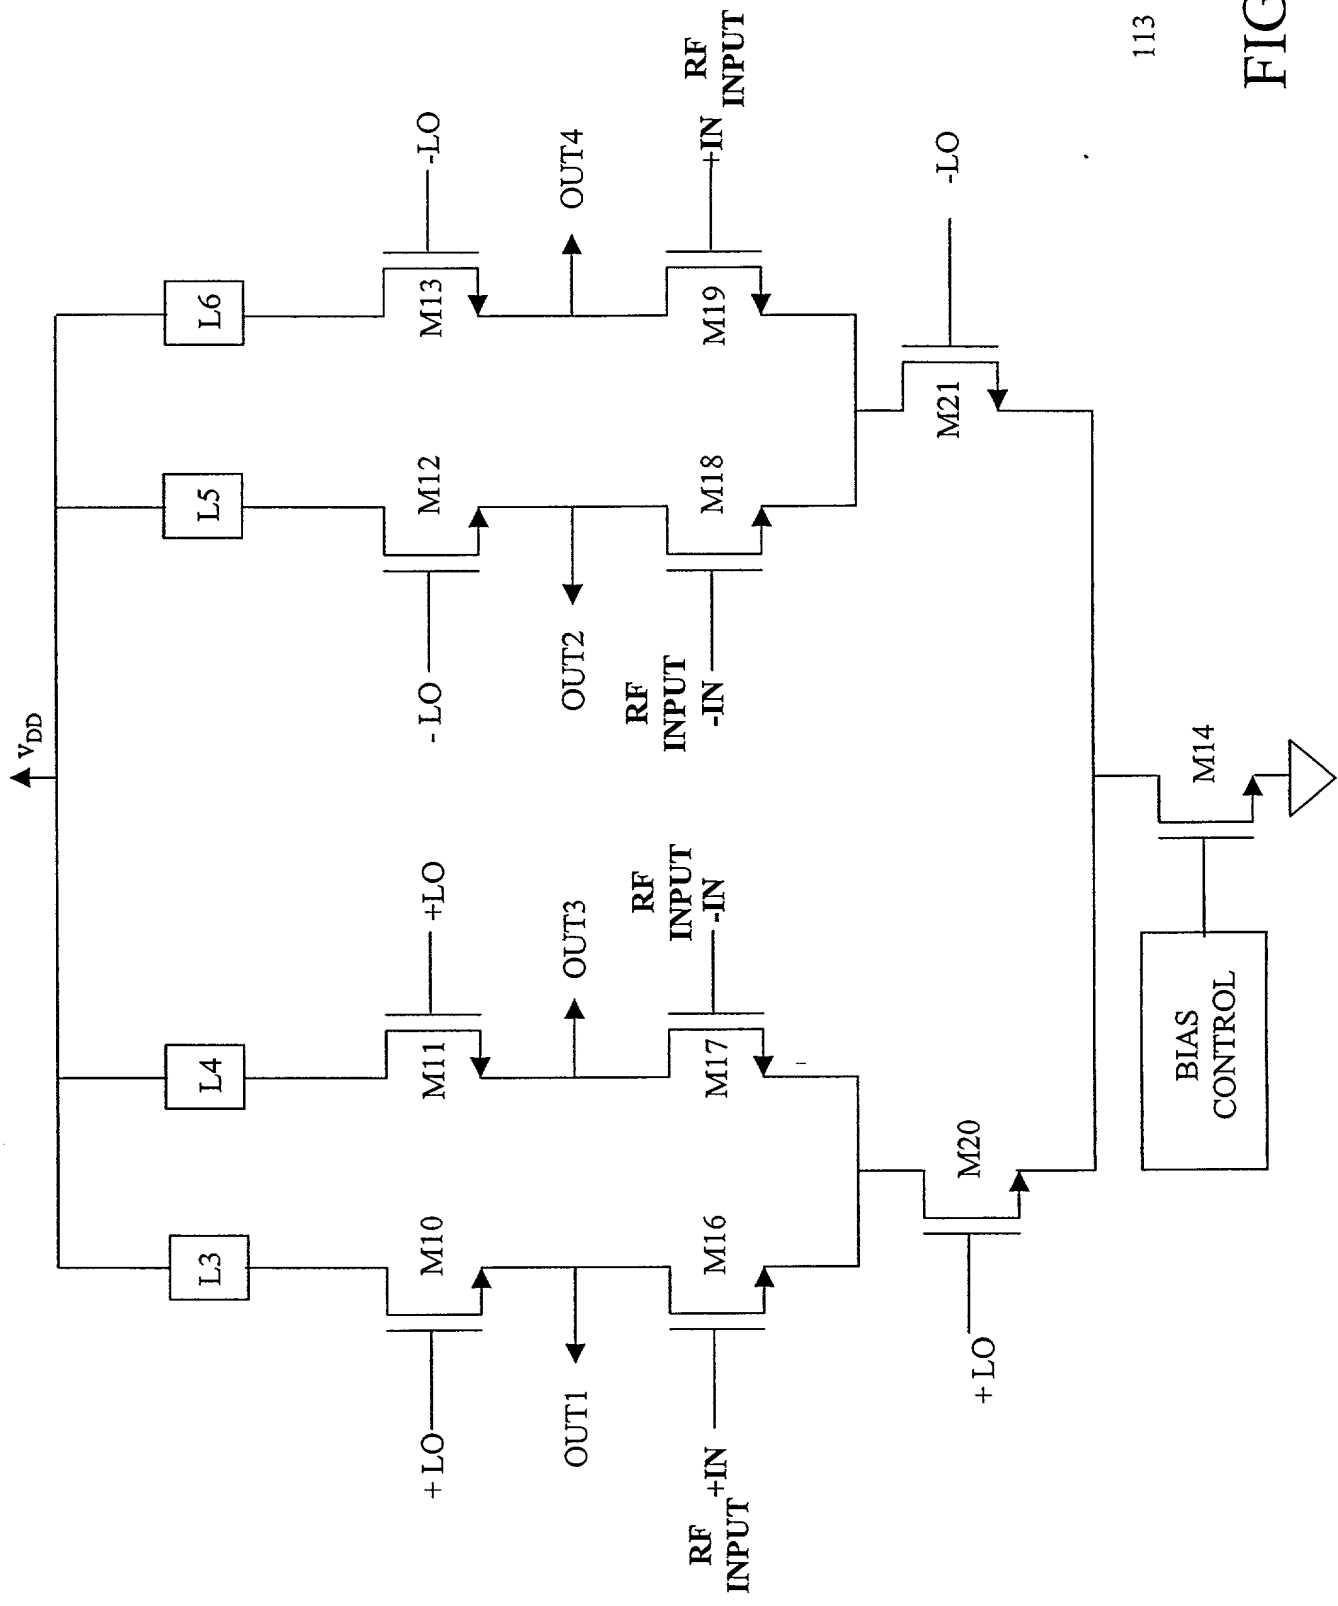 VDD
L3
L4
L5
L6
+ LO
M10
M11
+LO
- LO
M12
M13
-LO
OUT1
OUT3
OUT2
OUT4
RF
INPUT
+IN
M16
M17
RF
INPUT
-IN
RF
INPUT
-IN
M18
M19
RF
INPUT
+IN
+ LO
M20
M21
-LO
BIAS
CONTROL
M14
113
FIG